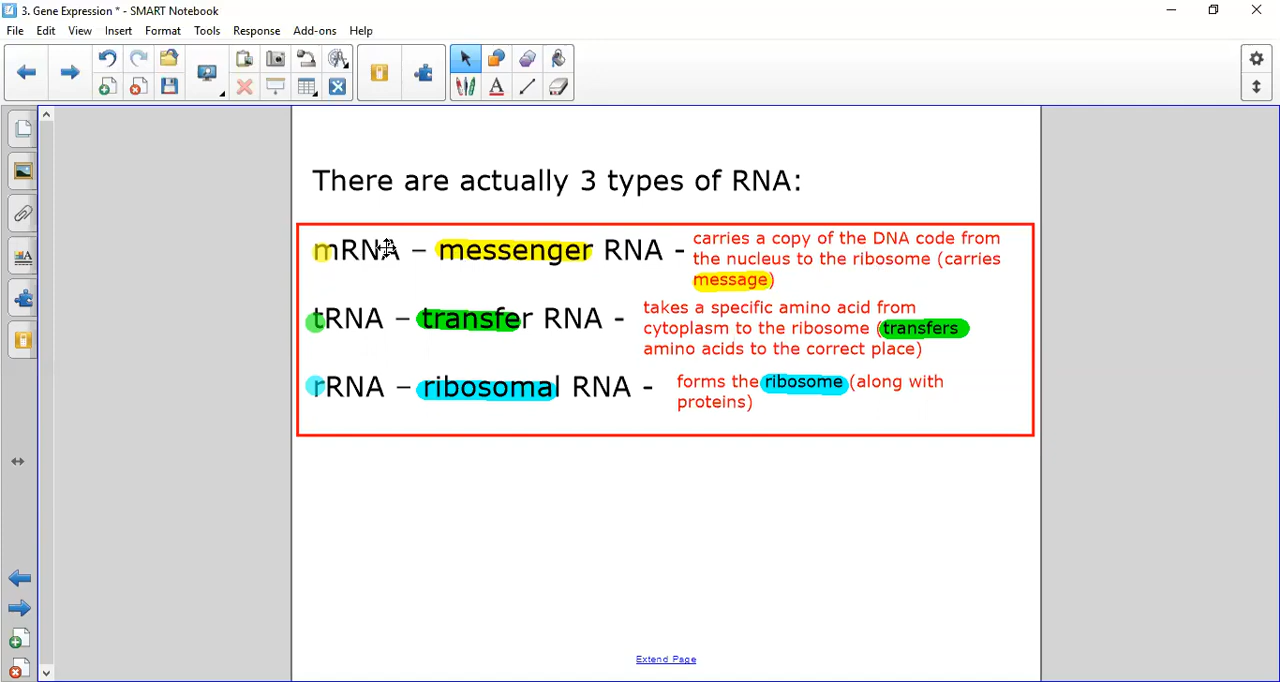 3. Gene Expression * - SMART Notebook
File Edit View Insert Format Tools Response Add-ons Help
There are actually 3 types of RNA:
mRNA – messenger RNA - carries a copy of the DNA code from
the nucleus to the ribosome (carries
message)
tRNA – transfer RNA - takes a specific amino acid from
cytoplasm to the ribosome (transfers
amino acids to the correct place)
rRNA – ribosomal RNA - forms the ribosome (along with
proteins)
Extend Page